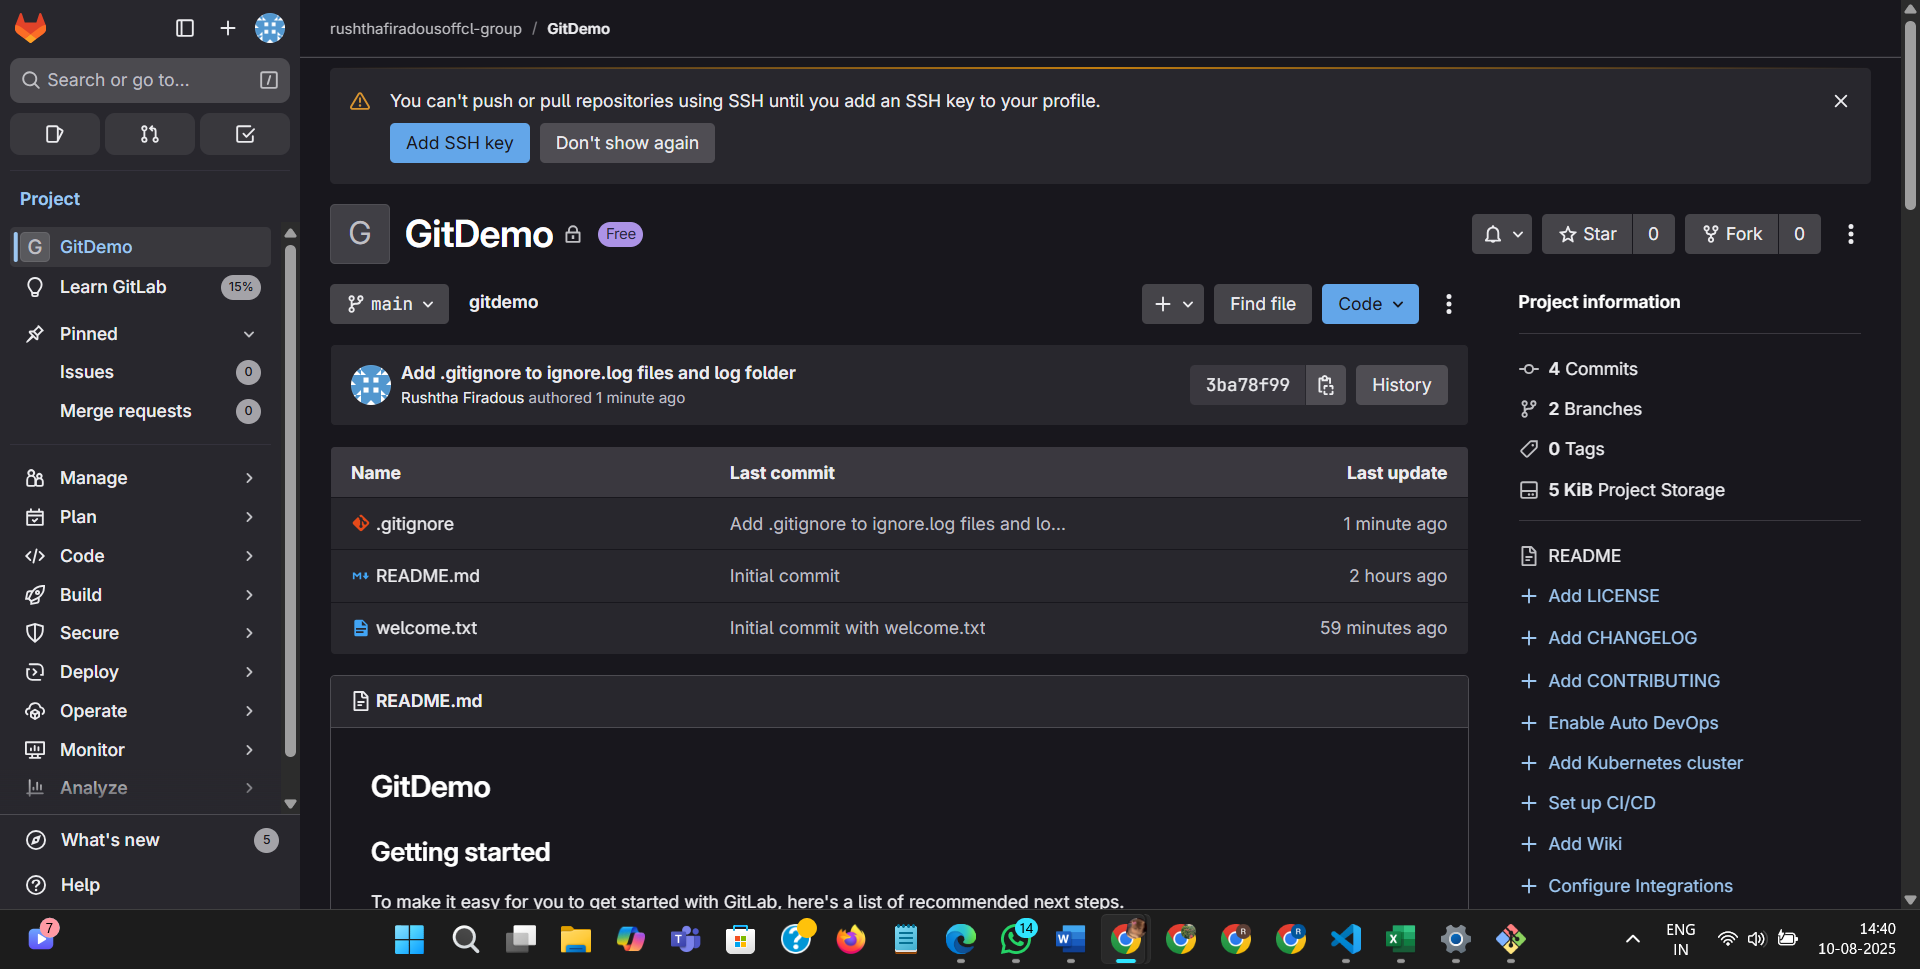 rushthafiradousoffcl-group / GitDemo
Search or go to... /
You can't push or pull repositories using SSH until you add an SSH key to your profile.
Add SSH key Don't show again
Project
G GitDemo
Learn GitLab 15%
Pinned
Issues 0
Merge requests 0
Manage
Plan
Code
Build
Secure
Deploy
Operate
Monitor
Analyze
What's new 5
Help
G GitDemo Free
Star 0 Fork 0
main gitdemo
Find file Code
Add .gitignore to ignore.log files and log folder
Rushtha Firadous authored 1 minute ago
3ba78f99 History
Name Last commit Last update
.gitignore Add .gitignore to ignore.log files and lo... 1 minute ago
README.md Initial commit 2 hours ago
welcome.txt Initial commit with welcome.txt 59 minutes ago
README.md
GitDemo
Getting started
To make it easy for you to get started with GitLab, here's a list of recommended next steps.
Project information
4 Commits
2 Branches
0 Tags
5 KiB Project Storage
README
Add LICENSE
Add CHANGELOG
Add CONTRIBUTING
Enable Auto DevOps
Add Kubernetes cluster
Set up CI/CD
Add Wiki
Configure Integrations
7
14
ENG
IN
14:40
10-08-2025